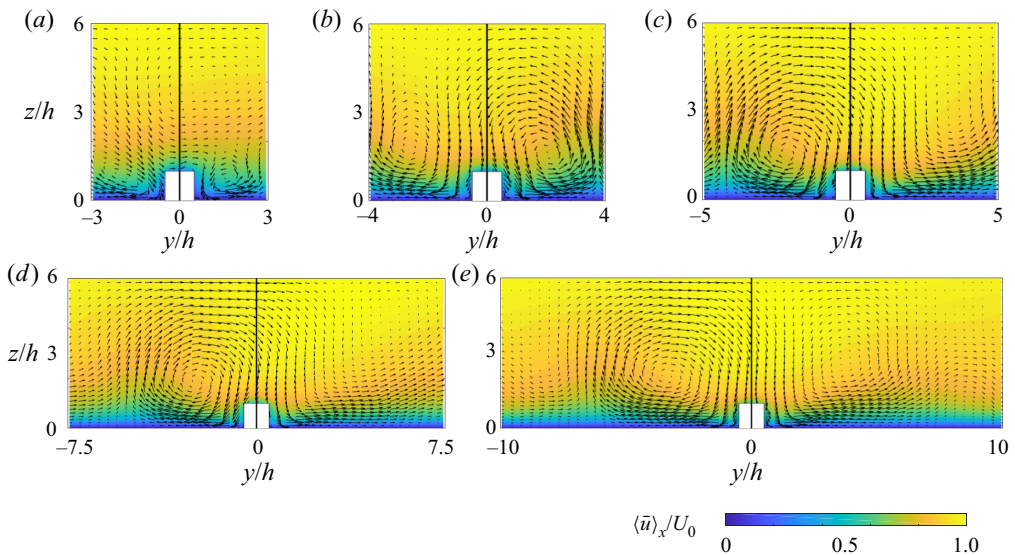 (a) 6 (b) 6 (c) 6
z/h 3 3 3
0 0 0
–3 0 3 –4 0 4 –5 0 5
y/h y/h y/h
(d) 6 (e) 6
z/h 3 3
0 0
–7.5 0 7.5 –10 0 10
y/h y/h
⟨ū⟩ₓ/U₀
0 0.5 1.0